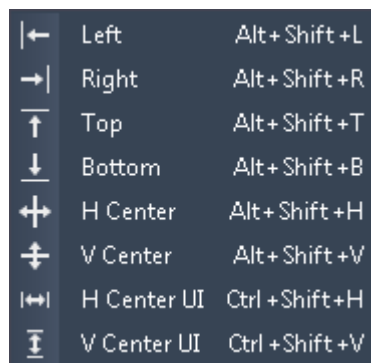 Left Alt+Shift+L
Right Alt+Shift+R
Top Alt+Shift+T
Bottom Alt+Shift+B
H Center Alt+Shift+H
V Center Alt+Shift+V
H Center UI Ctrl+Shift+H
V Center UI Ctrl+Shift+V